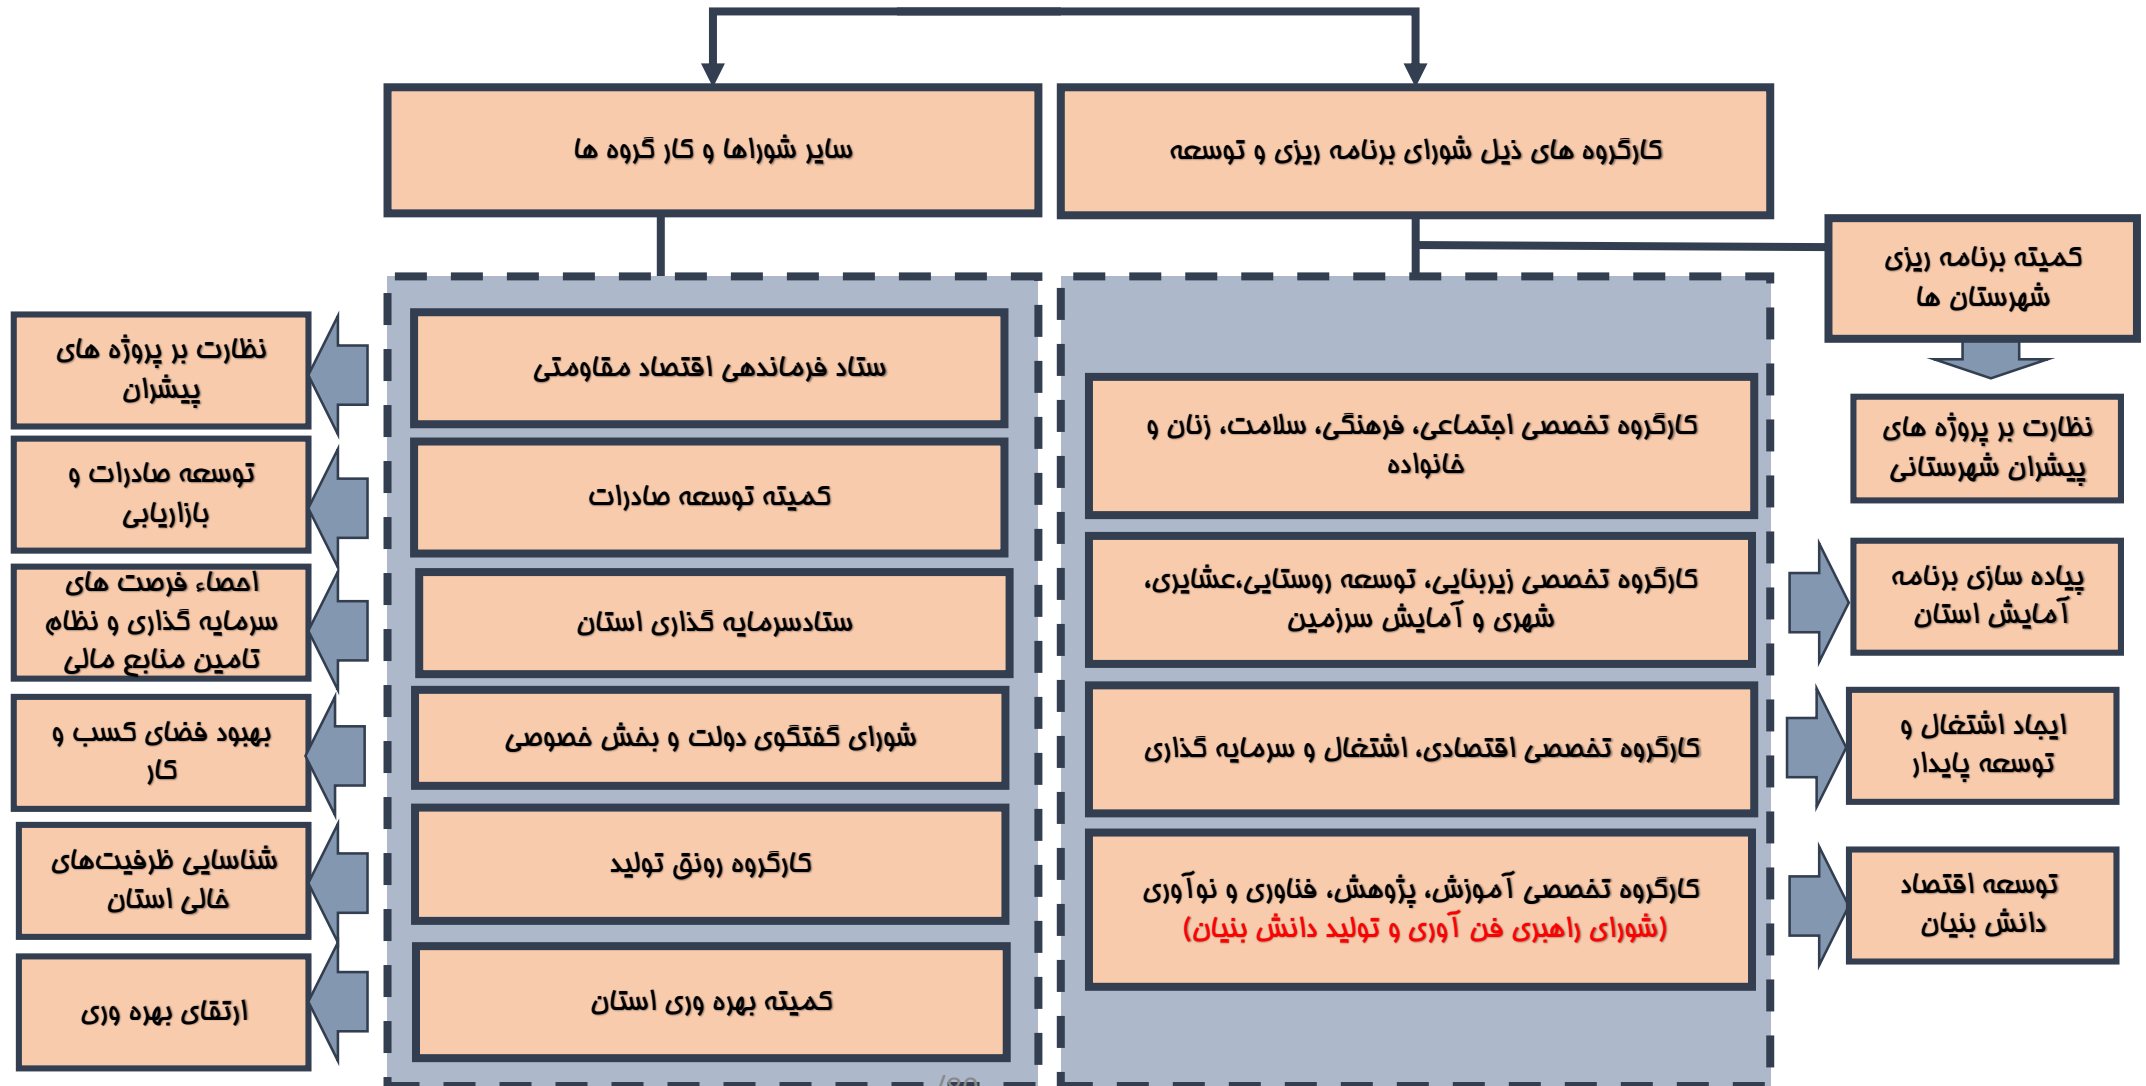 کارگروه های ذیل شورای برنامه ریزی و توسعه
سایر شوراها و کار گروه ها
کمیته برنامه ریزی
شهرستان ها
نظارت بر پروژه های
پیشران شهرستانی
کارگروه تخصصی اجتماعی، فرهنگی، سلامت، زنان و
خانواده
کارگروه تخصصی زیربنایی، توسعه روستایی،عشایری،
شهری و آمایش سرزمین
پیاده سازی برنامه
آمایش استان
کارگروه تخصصی اقتصادی، اشتغال و سرمایه گذاری
ایجاد اشتغال و
توسعه پایدار
کارگروه تخصصی آموزش، پژوهش، فناوری و نوآوری
(شورای راهبری فن آوری و تولید دانش بنیان)
توسعه اقتصاد
دانش بنیان
ستاد فرماندهی اقتصاد مقاومتی
نظارت بر پروژه های
پیشران
کمیته توسعه صادرات
توسعه صادرات و
بازاریابی
ستادسرمایه گذاری استان
احصاء فرصت های
سرمایه گذاری و نظام
تامین منابع مالی
شورای گفتگوی دولت و بخش خصوصی
بهبود فضای کسب و
کار
کارگروه رونق تولید
شناسایی ظرفیت‌های
خالی استان
کمیته بهره وری استان
ارتقای بهره وری